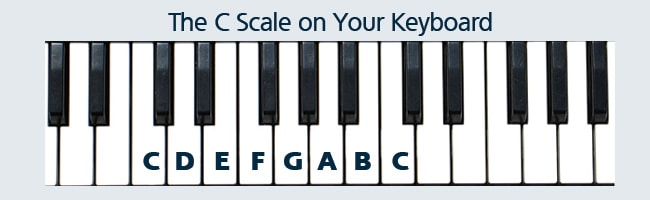 The C Scale on Your Keyboard
C D E F G A B C